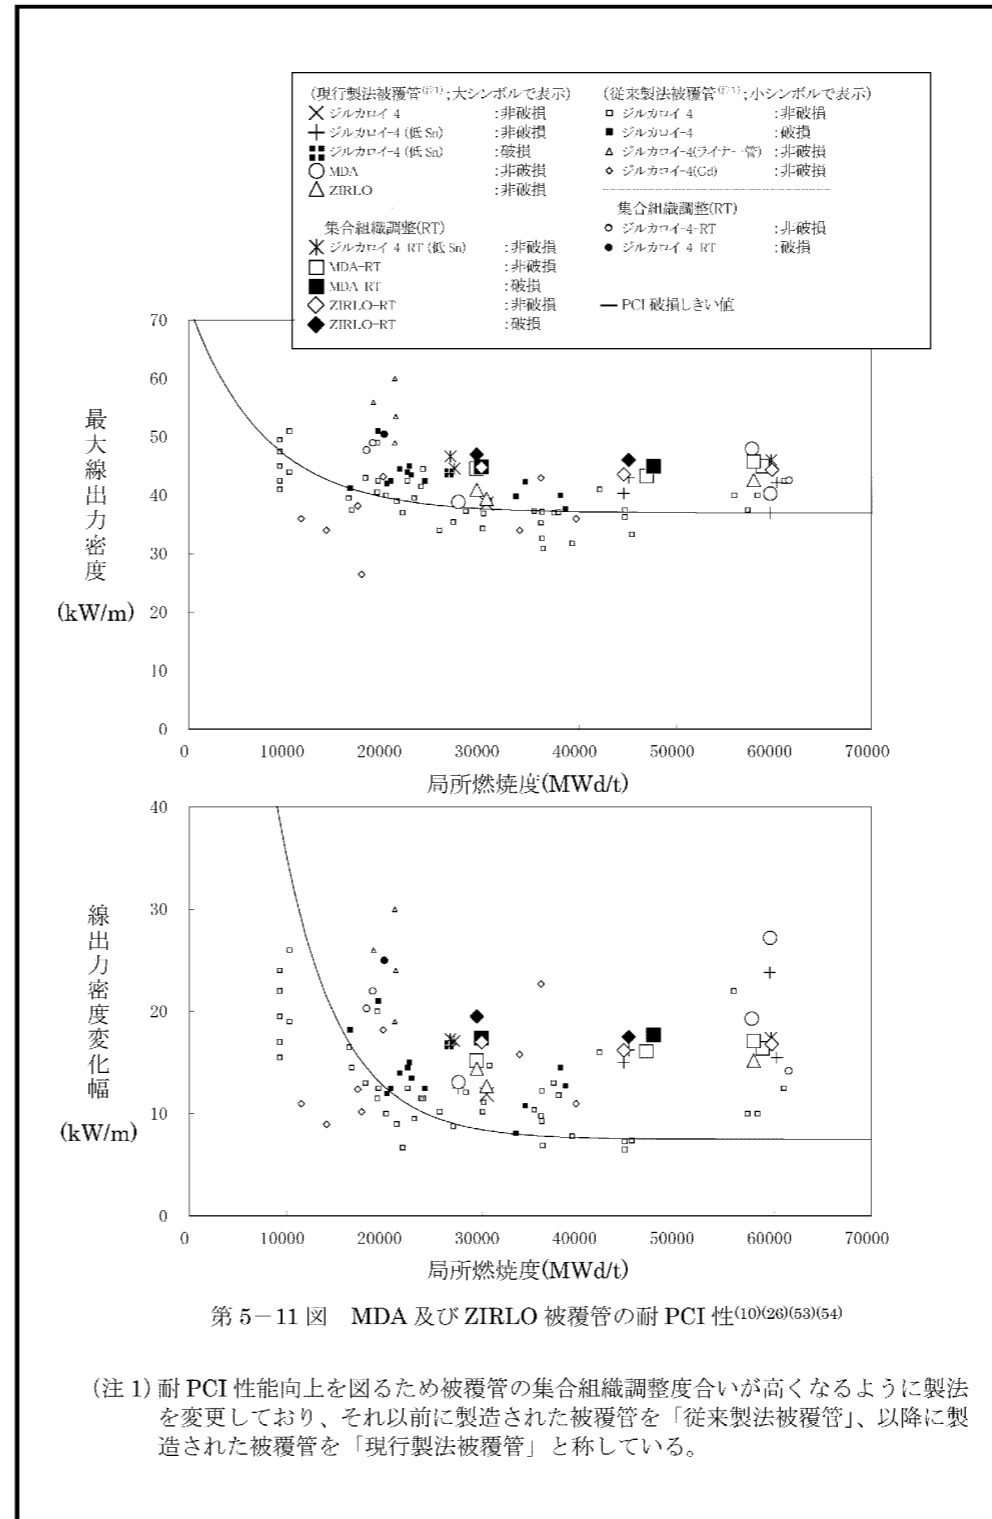 (現行製法被覆管(注1);大シンボルで表示)
ジルカロイ 4 :非破損
ジルカロイ-4 (低 Sn) :非破損
ジルカロイ-4 (低 Sn) :破損
MDA :非破損
ZIRLO :非破損
集合組織調整(RT)
ジルカロイ 4 RT (低 Sn) :非破損
MDA-RT :非破損
MDA RT :破損
ZIRLO-RT :非破損
ZIRLO-RT :破損
(従来製法被覆管(注1);小シンボルで表示)
ジルカロイ 4 :非破損
ジルカロイ-4 :破損
ジルカロイ-4(ライナー管) :非破損
ジルカロイ-4(Gd) :非破損
集合組織調整(RT)
ジルカロイ-4-RT :非破損
ジルカロイ 4 RT :破損
PCI 破損しきい値
最大線出力密度
(kW/m)
70
60
50
40
30
20
10
0
0 10000 20000 30000 40000 50000 60000 70000
局所燃焼度(MWd/t)
線出力密度変化幅
(kW/m)
40
30
20
10
0
0 10000 20000 30000 40000 50000 60000 70000
局所燃焼度(MWd/t)
第 5-11 図 MDA 及び ZIRLO 被覆管の耐 PCI 性(10)(26)(53)(54)
(注 1) 耐 PCI 性能向上を図るため被覆管の集合組織調整度合いが高くなるように製法
を変更しており、それ以前に製造された被覆管を「従来製法被覆管」、以降に製
造された被覆管を「現行製法被覆管」と称している。